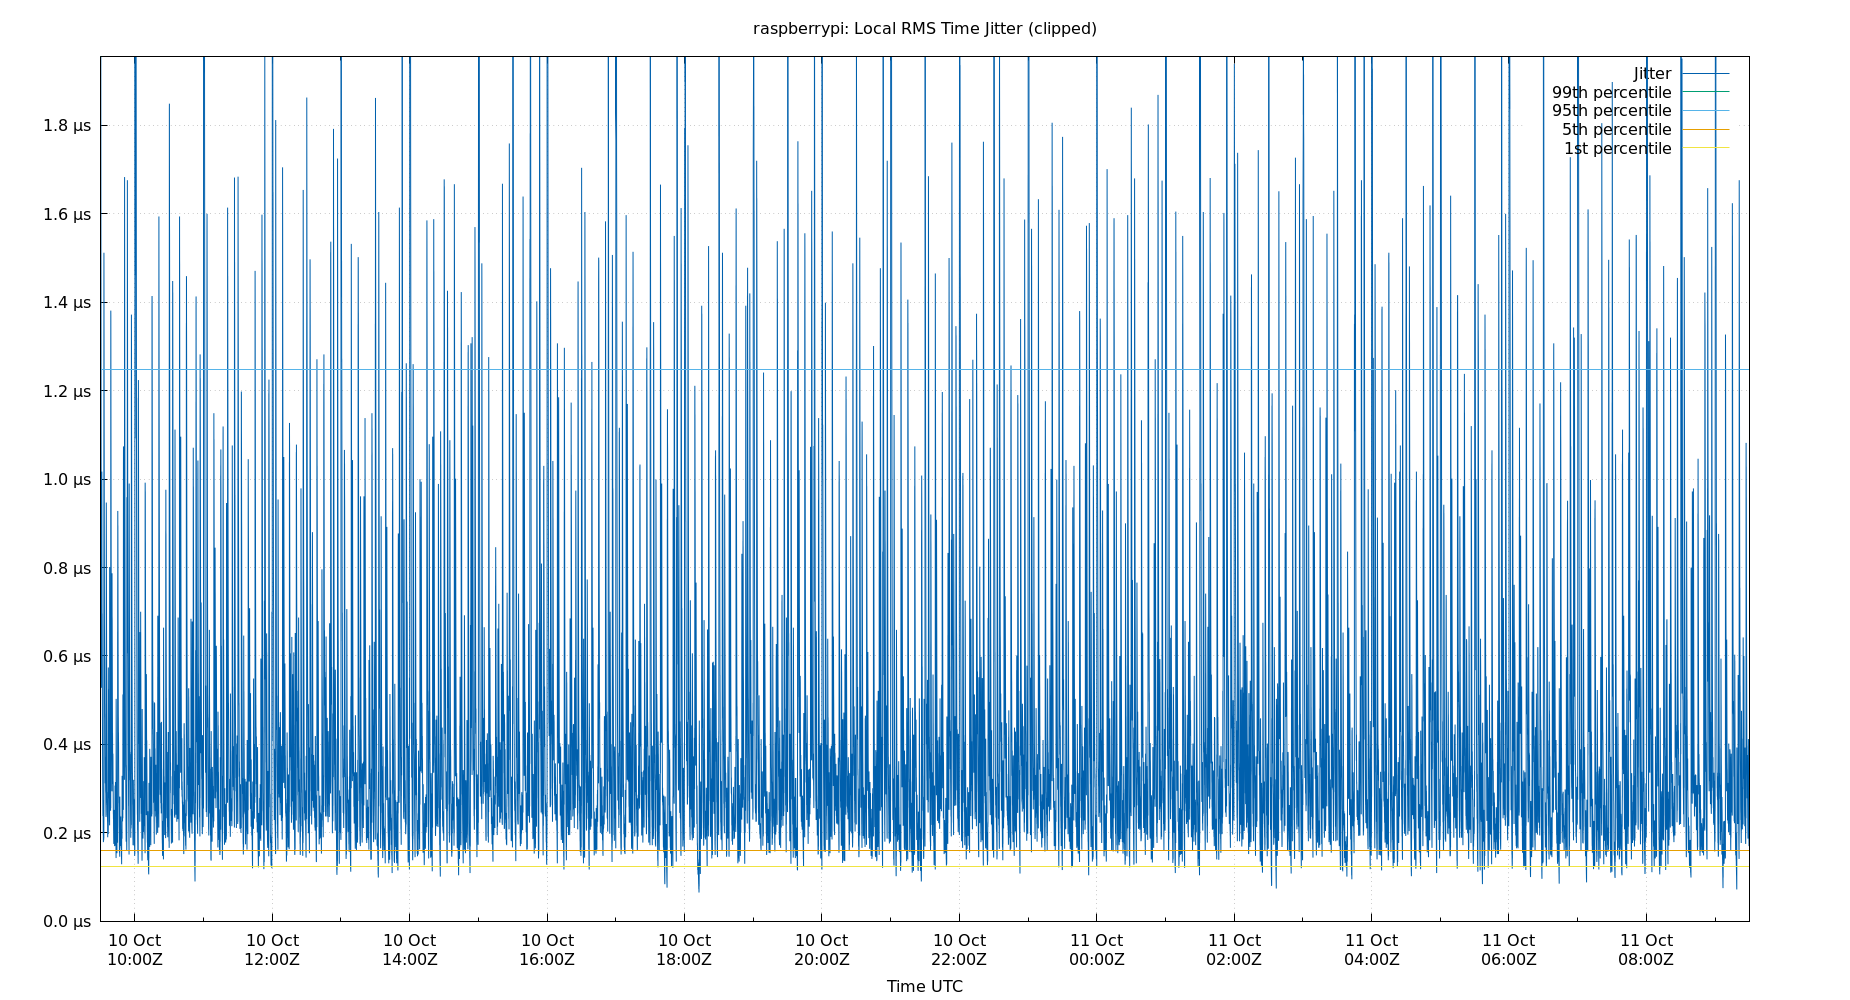 raspberrypi: Local RMS Time Jitter (clipped)
Jitter
99th percentile
95th percentile
5th percentile
1st percentile
1.8 µs
1.6 µs
1.4 µs
1.2 µs
1.0 µs
0.8 µs
0.6 µs
0.4 µs
0.2 µs
0.0 µs
10 Oct 10 Oct 10 Oct 10 Oct 10 Oct 10 Oct 10 Oct 11 Oct 11 Oct 11 Oct 11 Oct 11 Oct
10:00Z 12:00Z 14:00Z 16:00Z 18:00Z 20:00Z 22:00Z 00:00Z 02:00Z 04:00Z 06:00Z 08:00Z
Time UTC